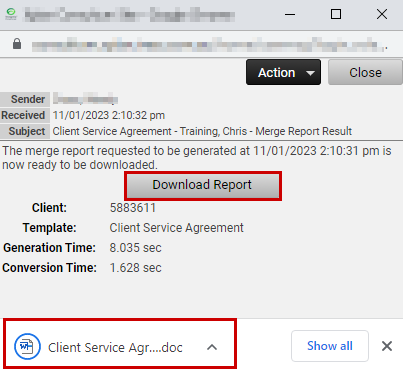 Action Close
Sender
Received 11/01/2023 2:10:32 pm
Subject Client Service Agreement - Training, Chris - Merge Report Result
The merge report requested to be generated at 11/01/2023 2:10:31 pm is
now ready to be downloaded.
Download Report
Client: 5883611
Template: Client Service Agreement
Generation Time: 8.035 sec
Conversion Time: 1.628 sec
Client Service Agr....doc Show all